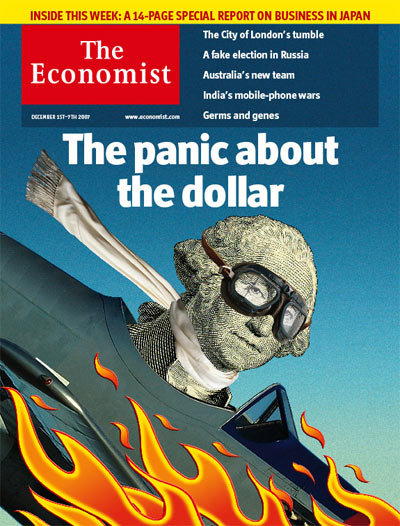 INSIDE THIS WEEK: A 14-PAGE SPECIAL REPORT ON BUSINESS IN JAPAN
The
Economist
DECEMBER 1ST–7TH 2007
www.economist.com
The City of London's tumble
A fake election in Russia
Australia's new team
India's mobile-phone wars
Germs and genes
The panic about
the dollar